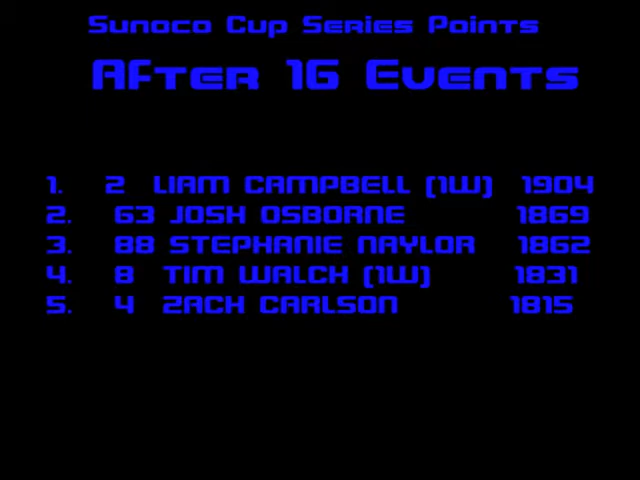 Sunoco Cup Series Points
After 16 Events
1. 2 LIAM CAMPBELL (1W) 1904
2. 63 JOSH OSBORNE 1869
3. 88 STEPHANIE NAYLOR 1862
4. 8 TIM WALCH (1W) 1831
5. 4 ZACH CARLSON 1815